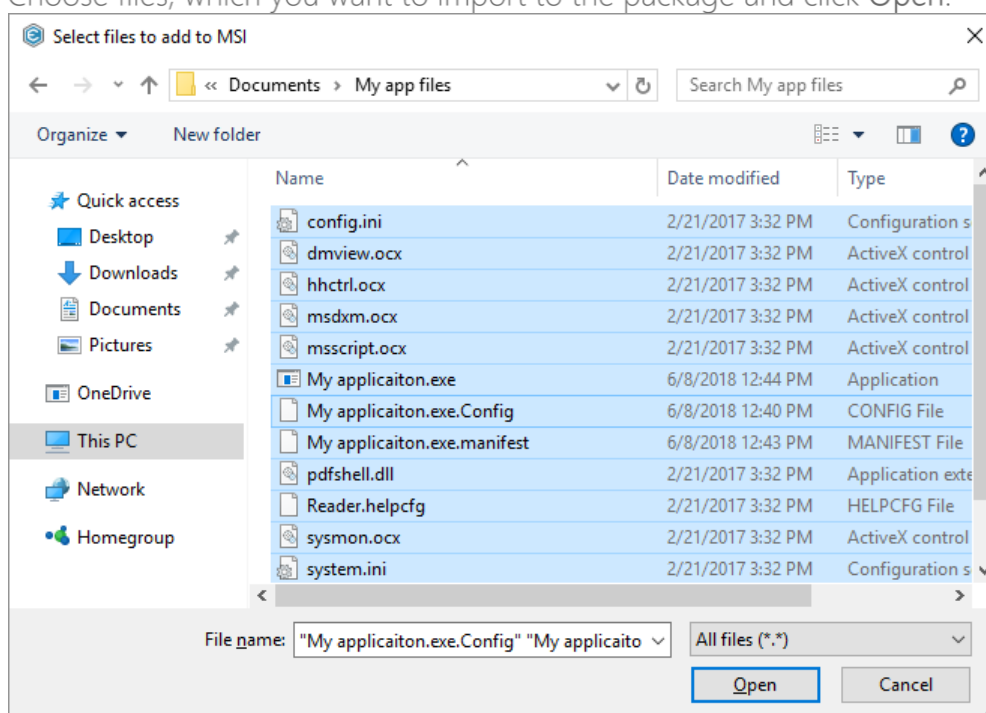 Choose files, which you want to import to the package and click Open.
Select files to add to MSI
« Documents › My app files
Search My app files
Organize
New folder
Name Date modified Type
Quick access
Desktop
Downloads
Documents
Pictures
OneDrive
This PC
Network
Homegroup
config.ini 2/21/2017 3:32 PM Configuration s
dmview.ocx 2/21/2017 3:32 PM ActiveX control
hhctrl.ocx 2/21/2017 3:32 PM ActiveX control
msdxm.ocx 2/21/2017 3:32 PM ActiveX control
msscript.ocx 2/21/2017 3:32 PM ActiveX control
My applicaiton.exe 6/8/2018 12:44 PM Application
My applicaiton.exe.Config 6/8/2018 12:40 PM CONFIG File
My applicaiton.exe.manifest 6/8/2018 12:43 PM MANIFEST File
pdfshell.dll 2/21/2017 3:32 PM Application exte
Reader.helpcfg 2/21/2017 3:32 PM HELPCFG File
sysmon.ocx 2/21/2017 3:32 PM ActiveX control
system.ini 2/21/2017 3:32 PM Configuration s
File name: "My applicaiton.exe.Config" "My applicaito
All files (*.*)
Open Cancel